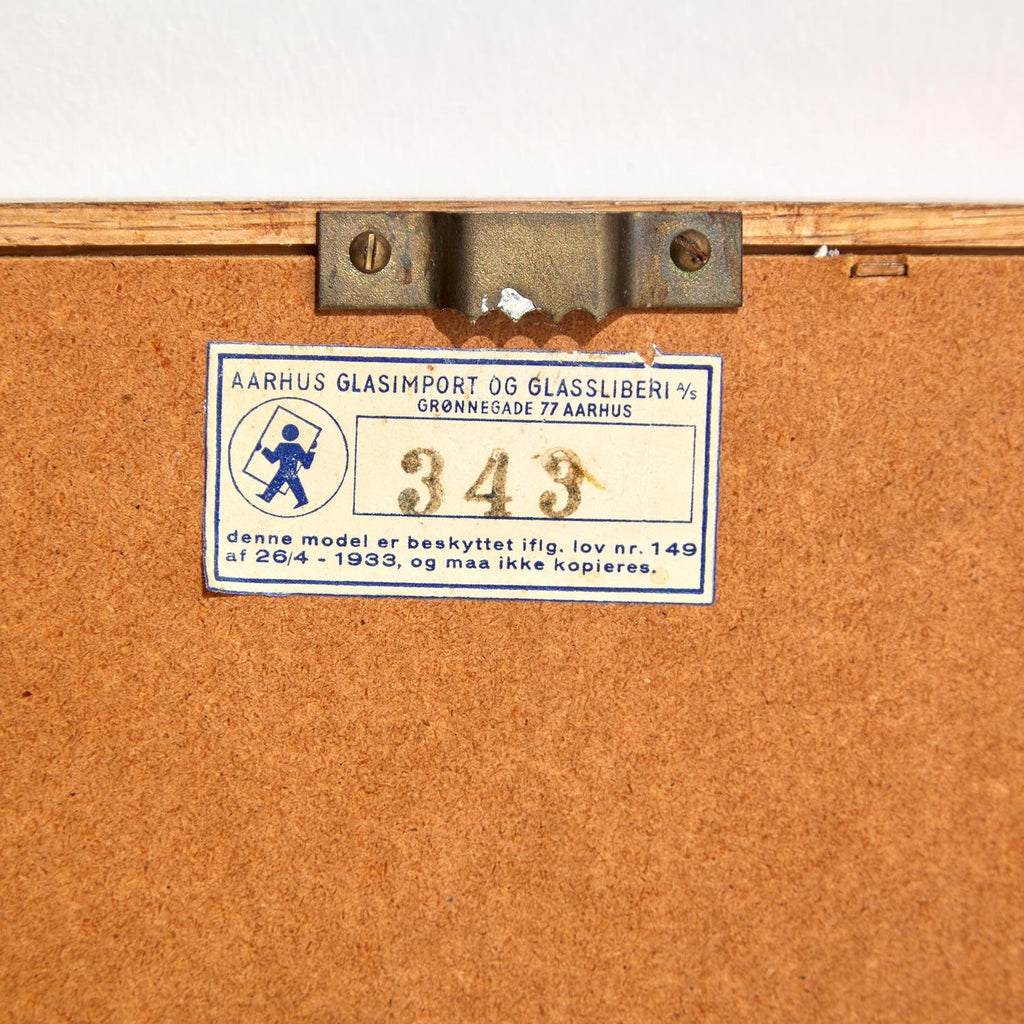 AARHUS GLASIMPORT OG GLASSLIBERI A/S
GRØNNEGADE 77 AARHUS
343
denne model er beskyttet iflg. lov nr. 149
af 26/4 - 1933, og maa ikke kopieres.